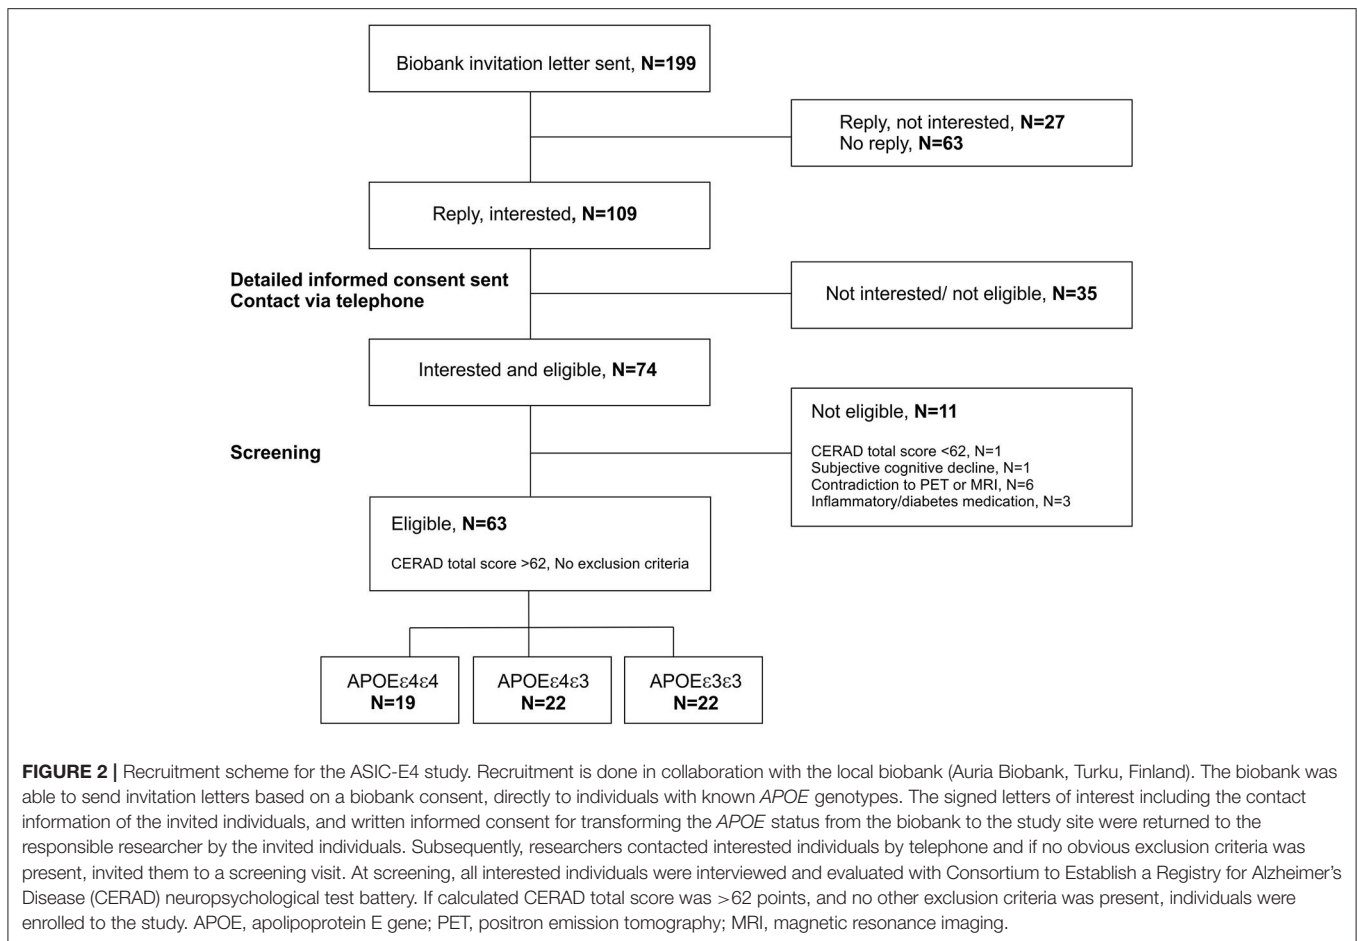 Biobank invitation letter sent, N=199
Reply, not interested, N=27
No reply, N=63
Reply, interested, N=109
Detailed informed consent sent
Contact via telephone
Not interested/ not eligible, N=35
Interested and eligible, N=74
Not eligible, N=11
CERAD total score <62, N=1
Subjective cognitive decline, N=1
Contradiction to PET or MRI, N=6
Inflammatory/diabetes medication, N=3
Screening
Eligible, N=63
CERAD total score >62, No exclusion criteria
APOEε4ε4
N=19
APOEε4ε3
N=22
APOEε3ε3
N=22
FIGURE 2 | Recruitment scheme for the ASIC-E4 study. Recruitment is done in collaboration with the local biobank (Auria Biobank, Turku, Finland). The biobank was
able to send invitation letters based on a biobank consent, directly to individuals with known APOE genotypes. The signed letters of interest including the contact
information of the invited individuals, and written informed consent for transforming the APOE status from the biobank to the study site were returned to the
responsible researcher by the invited individuals. Subsequently, researchers contacted interested individuals by telephone and if no obvious exclusion criteria was
present, invited them to a screening visit. At screening, all interested individuals were interviewed and evaluated with Consortium to Establish a Registry for Alzheimer's
Disease (CERAD) neuropsychological test battery. If calculated CERAD total score was >62 points, and no other exclusion criteria was present, individuals were
enrolled to the study. APOE, apolipoprotein E gene; PET, positron emission tomography; MRI, magnetic resonance imaging.